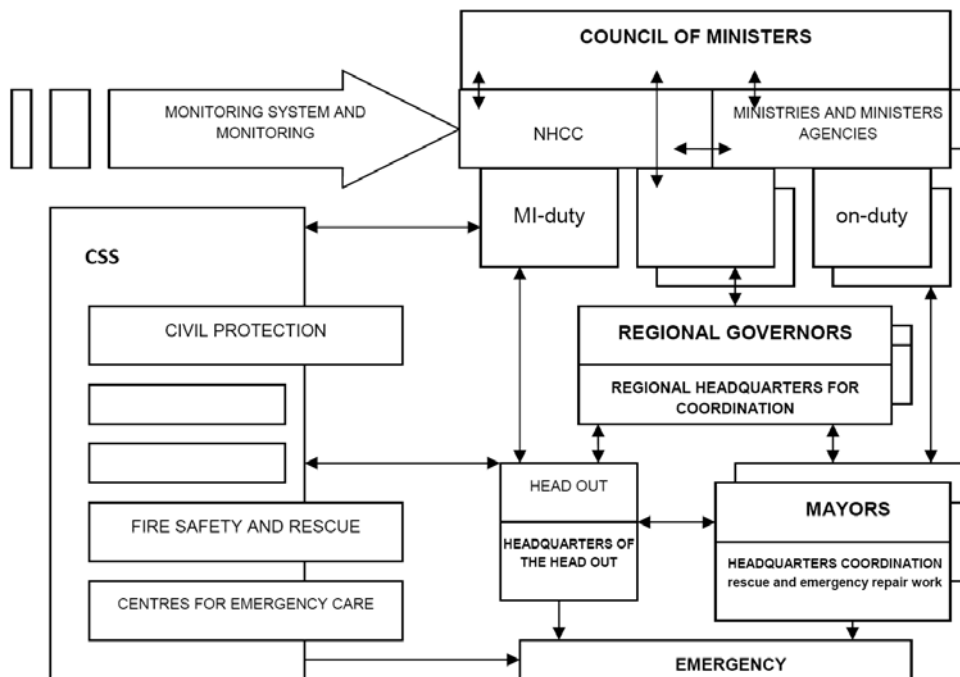 COUNCIL OF MINISTERS
MONITORING SYSTEM AND
MONITORING
NHCC
MINISTRIES AND MINISTERS
AGENCIES
MI-duty
on-duty
CSS
CIVIL PROTECTION
REGIONAL GOVERNORS
REGIONAL HEADQUARTERS FOR
COORDINATION
HEAD OUT
HEADQUARTERS OF
THE HEAD OUT
MAYORS
HEADQUARTERS COORDINATION
rescue and emergency repair work
FIRE SAFETY AND RESCUE
CENTRES FOR EMERGENCY CARE
EMERGENCY